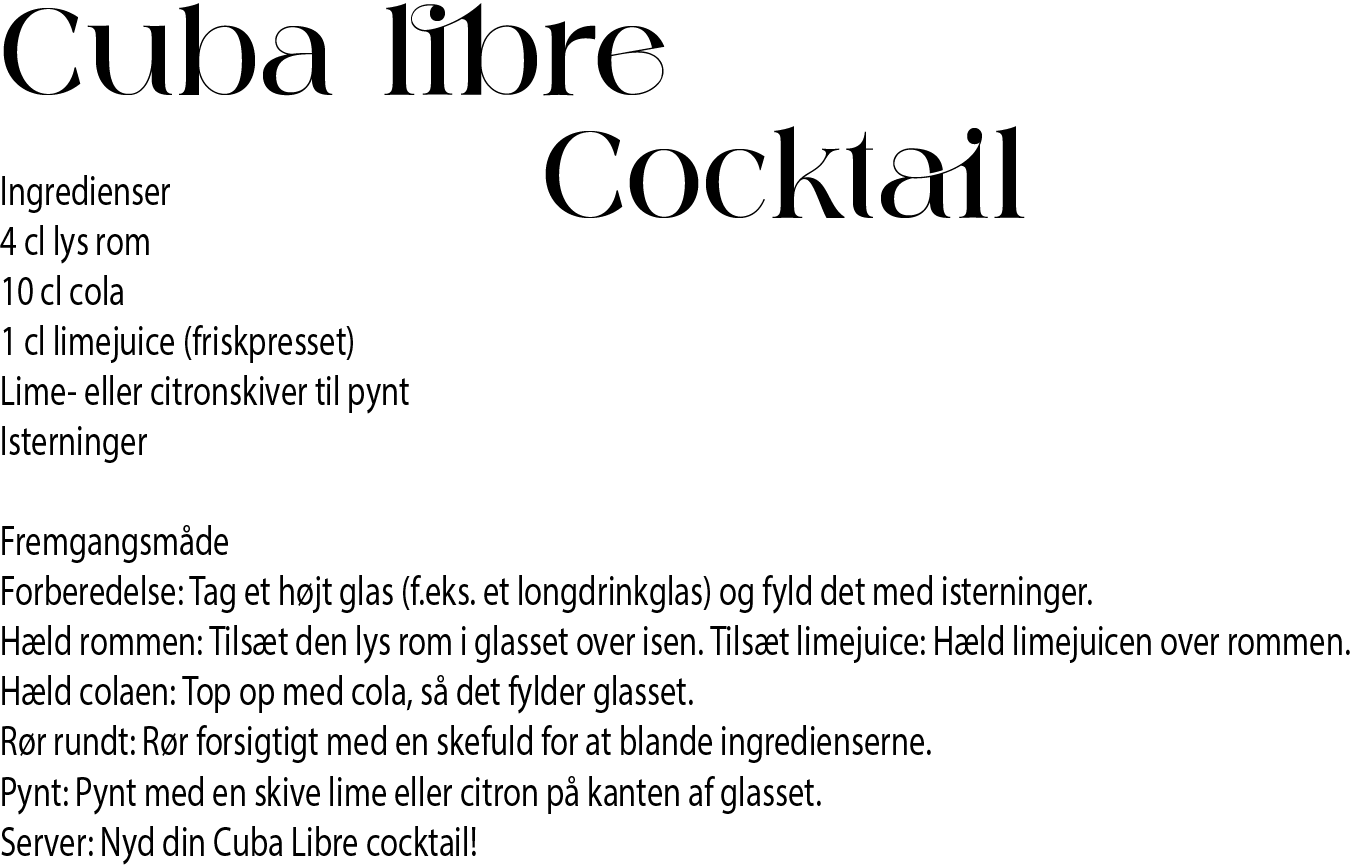 Cuba libre
Cocktail
Ingredienser
4 cl lys rom
10 cl cola
1 cl limejuice (friskpresset)
Lime- eller citronskiver til pynt
Isterninger
Fremgangsmåde
Forberedelse: Tag et højt glas (f.eks. et longdrinkglas) og fyld det med isterninger.
Hæld rommen: Tilsæt den lys rom i glasset over isen. Tilsæt limejuice: Hæld limejuicen over rommen.
Hæld colaen: Top op med cola, så det fylder glasset.
Rør rundt: Rør forsigtigt med en skefuld for at blande ingredienserne.
Pynt: Pynt med en skive lime eller citron på kanten af glasset.
Server: Nyd din Cuba Libre cocktail!